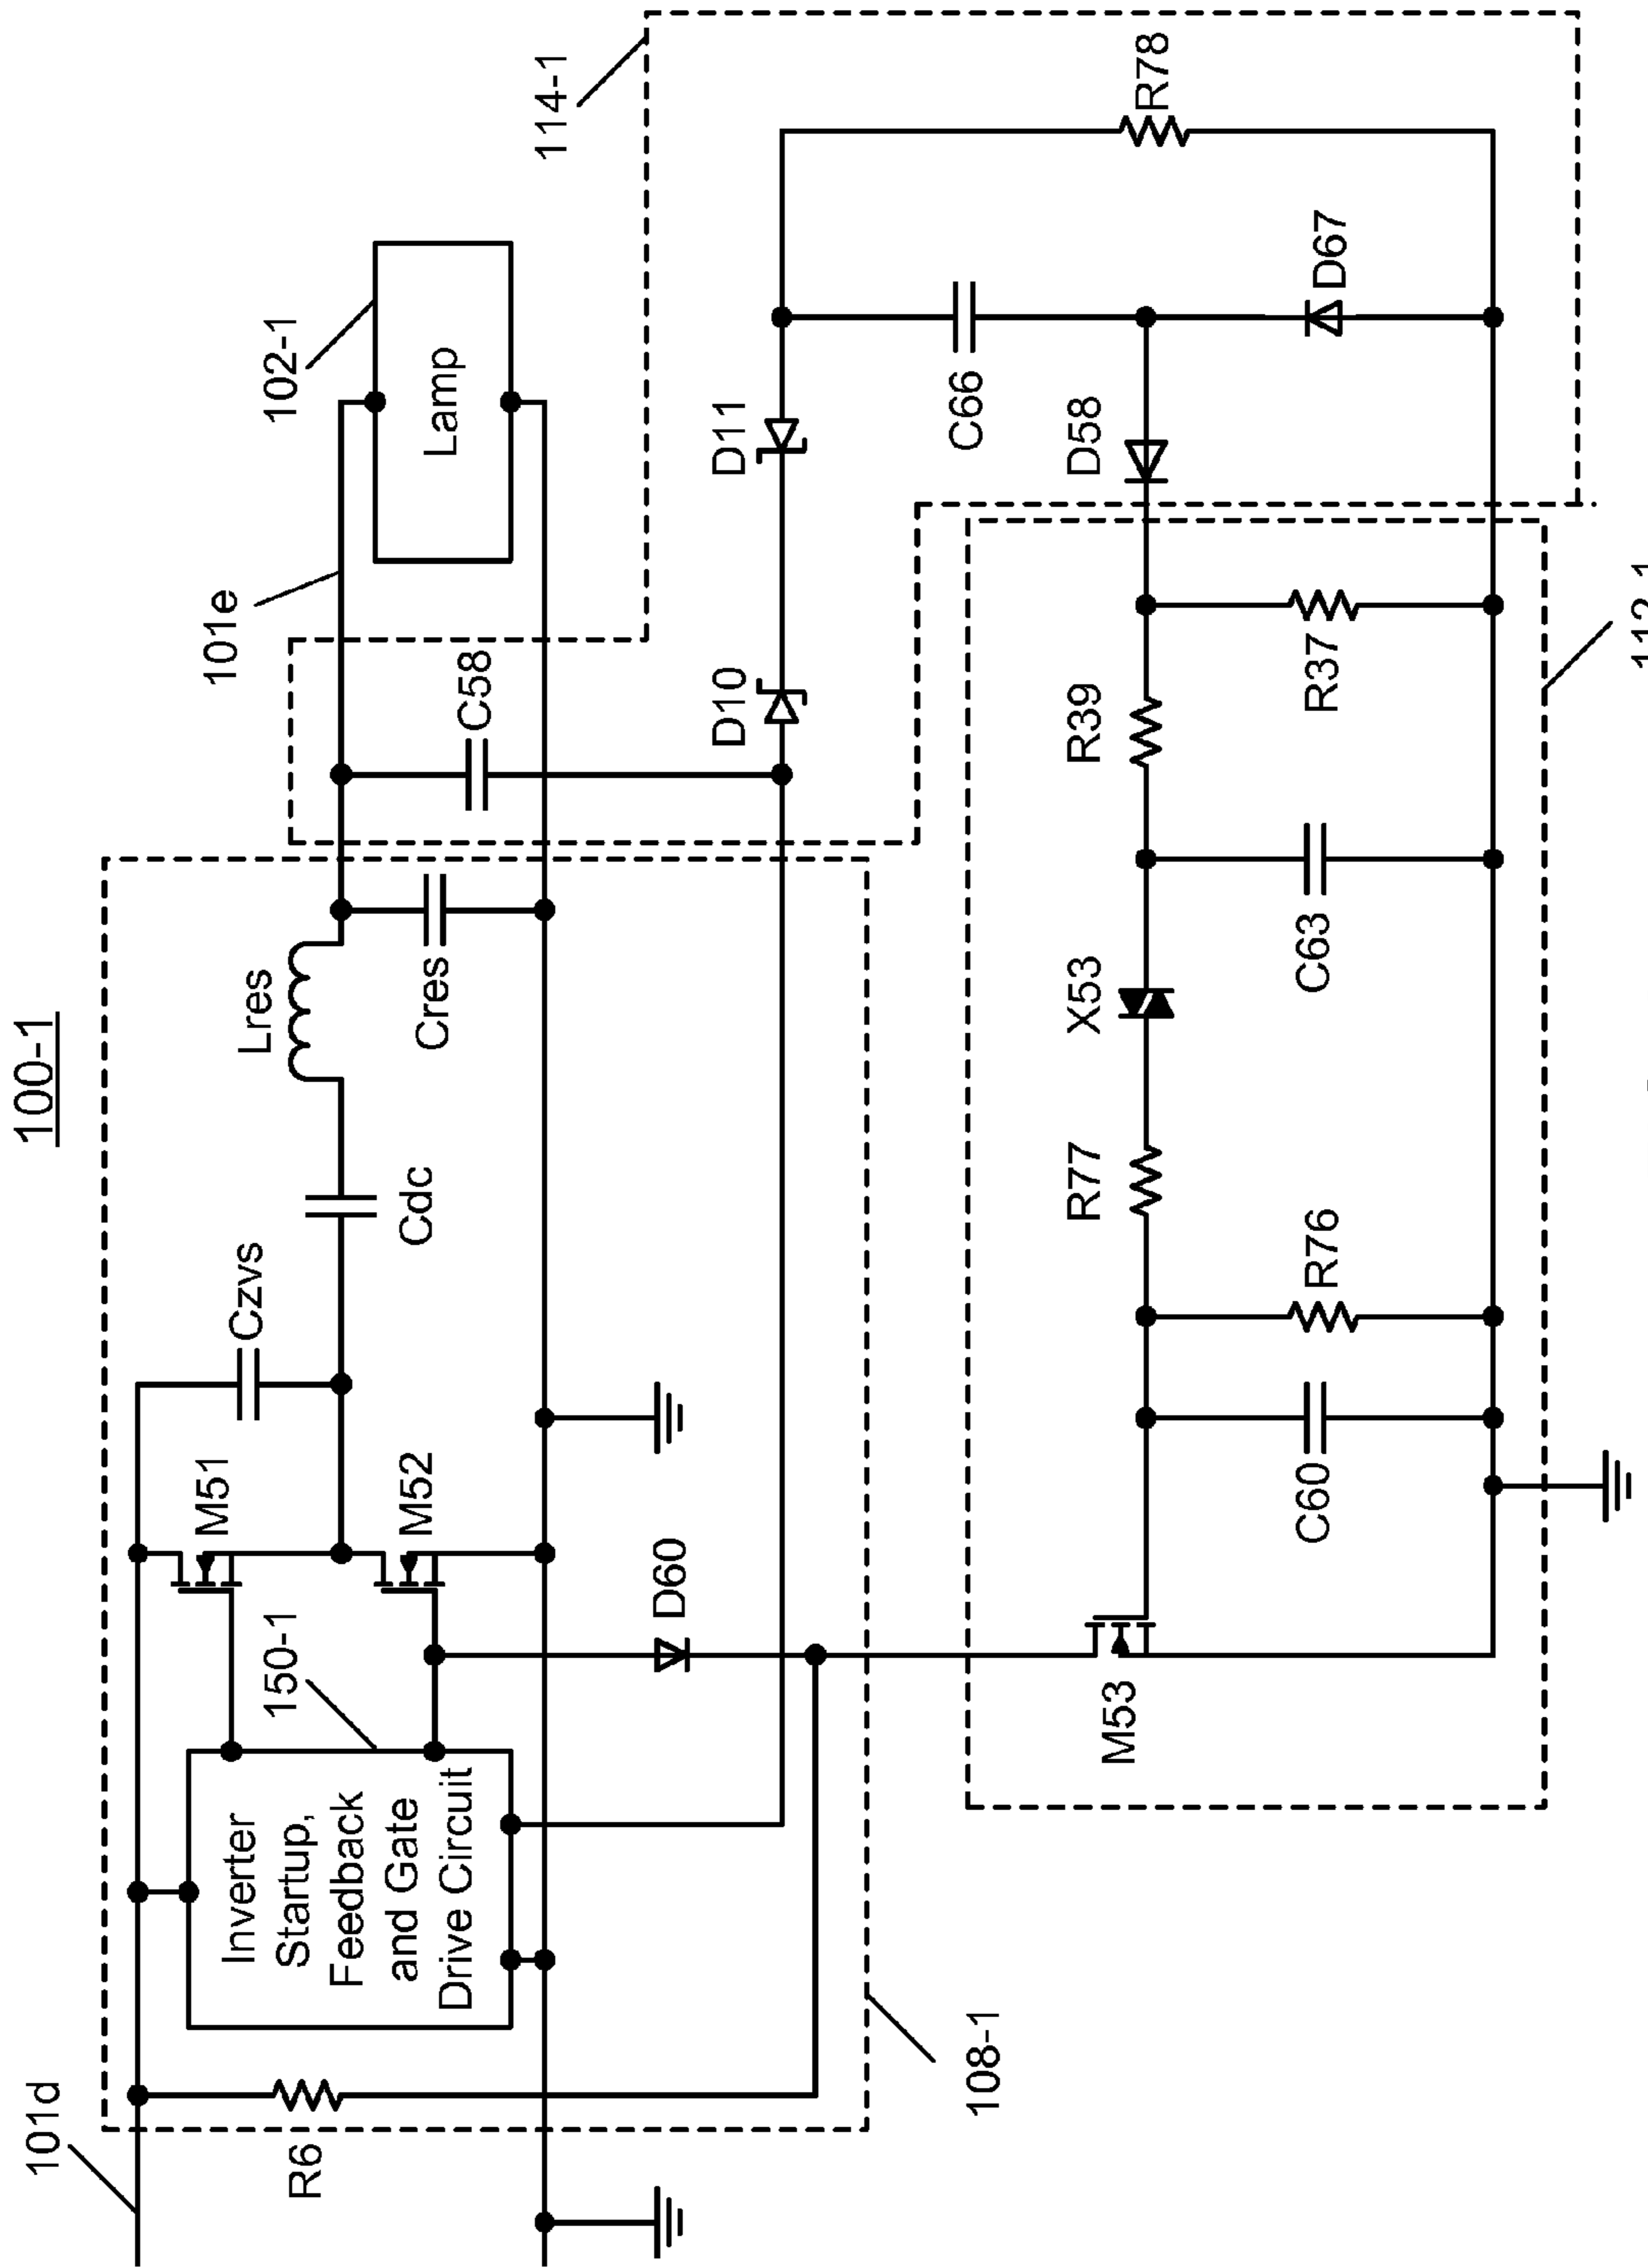 100-1
101d
R6
108-1
Inverter
Startup,
Feedback
and Gate
Drive Circuit
150-1
M51
M52
D60
Czvs
Cdc
Lres
Cres
101e
C58
102-1
Lamp
114-1
D10
D11
C66
R78
D58
D67
M53
C60
R76
R77
X53
C63
R39
R37